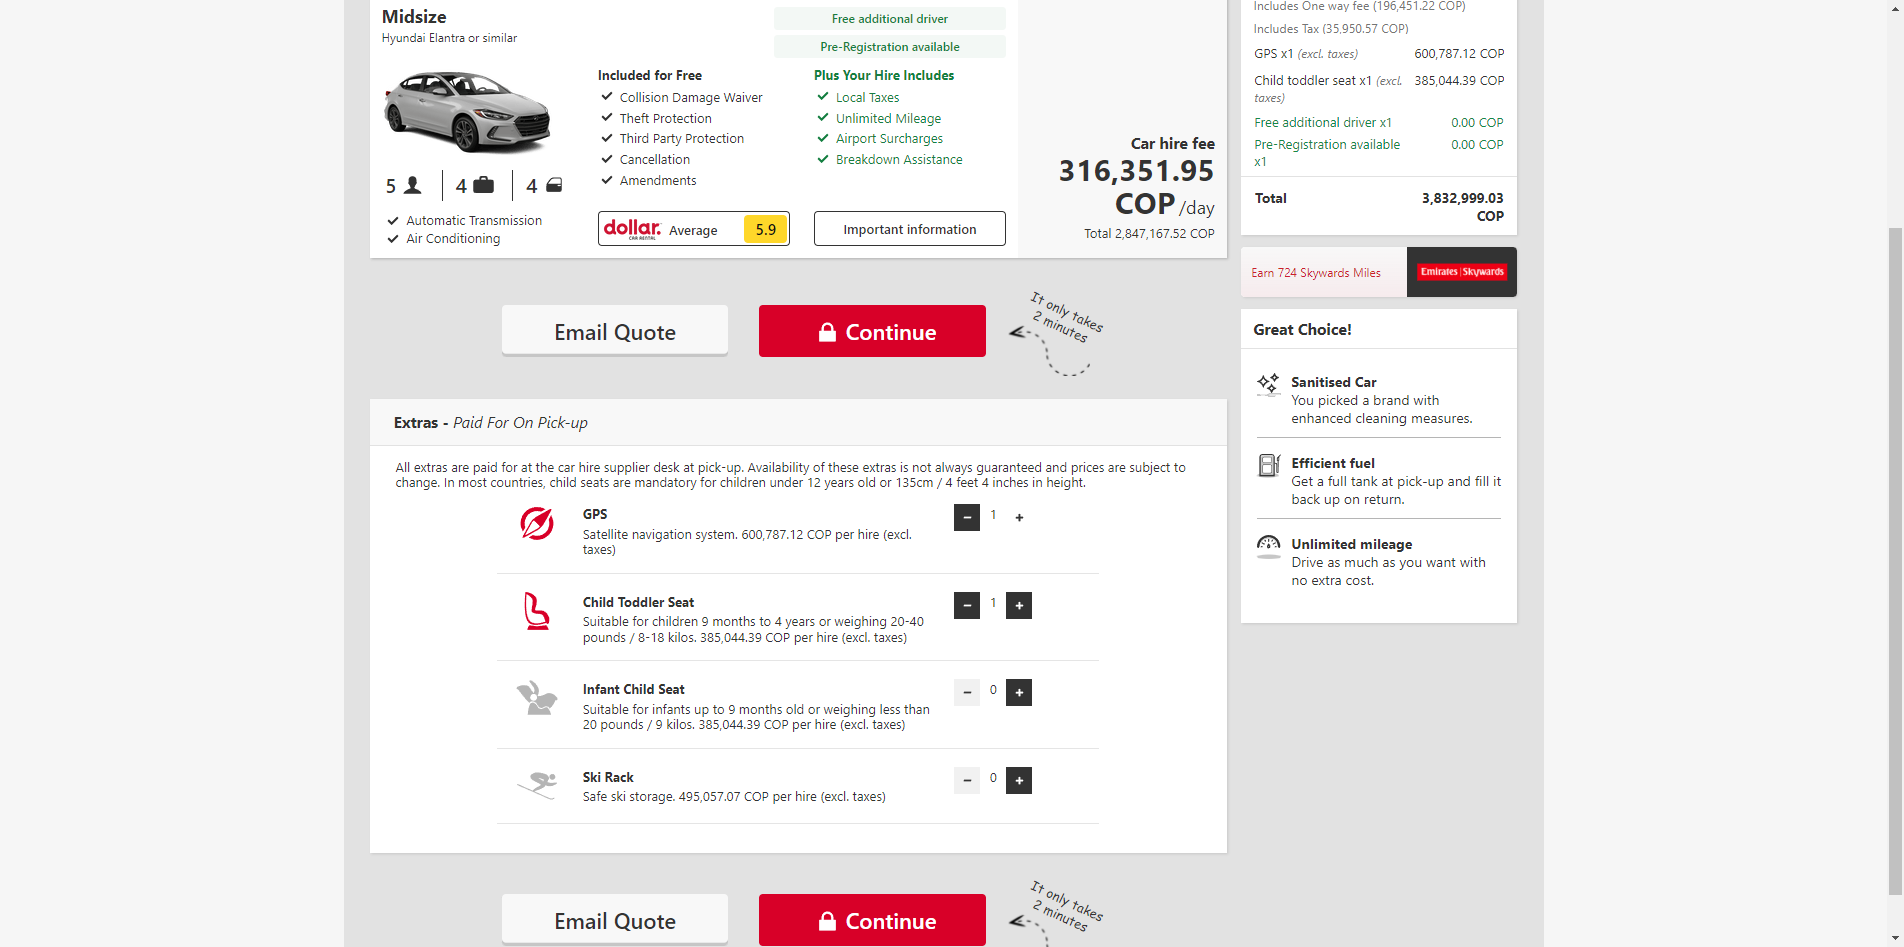 Midsize
Hyundai Elantra or similar
5
4
4
Automatic Transmission
Air Conditioning
Included for Free
Collision Damage Waiver
Theft Protection
Third Party Protection
Cancellation
Amendments
dollar.
CAR RENTAL
Average
5.9
Free additional driver
Pre-Registration available
Plus Your Hire Includes
Local Taxes
Unlimited Mileage
Airport Surcharges
Breakdown Assistance
Important information
Car hire fee
316,351.95
COP /day
Total 2,847,167.52 COP
Email Quote
Continue
It only takes
2 minutes
Extras - Paid For On Pick-up
All extras are paid for at the car hire supplier desk at pick-up. Availability of these extras is not always guaranteed and prices are subject to
change. In most countries, child seats are mandatory for children under 12 years old or 135cm / 4 feet 4 inches in height.
GPS
Satellite navigation system. 600,787.12 COP per hire (excl.
taxes)
- 1 +
Child Toddler Seat
Suitable for children 9 months to 4 years or weighing 20-40
pounds / 8-18 kilos. 385,044.39 COP per hire (excl. taxes)
- 1 +
Infant Child Seat
Suitable for infants up to 9 months old or weighing less than
20 pounds / 9 kilos. 385,044.39 COP per hire (excl. taxes)
- 0 +
Ski Rack
Safe ski storage. 495,057.07 COP per hire (excl. taxes)
- 0 +
Email Quote
Continue
It only takes
2 minutes
Includes One way fee (196,451.22 COP)
Includes Tax (35,950.57 COP)
GPS x1 (excl. taxes) 600,787.12 COP
Child toddler seat x1 (excl. 385,044.39 COP
taxes)
Free additional driver x1 0.00 COP
Pre-Registration available 0.00 COP
x1
Total 3,832,999.03
COP
Earn 724 Skywards Miles
Emirates | Skywards
Great Choice!
Sanitised Car
You picked a brand with
enhanced cleaning measures.
Efficient fuel
Get a full tank at pick-up and fill it
back up on return.
Unlimited mileage
Drive as much as you want with
no extra cost.